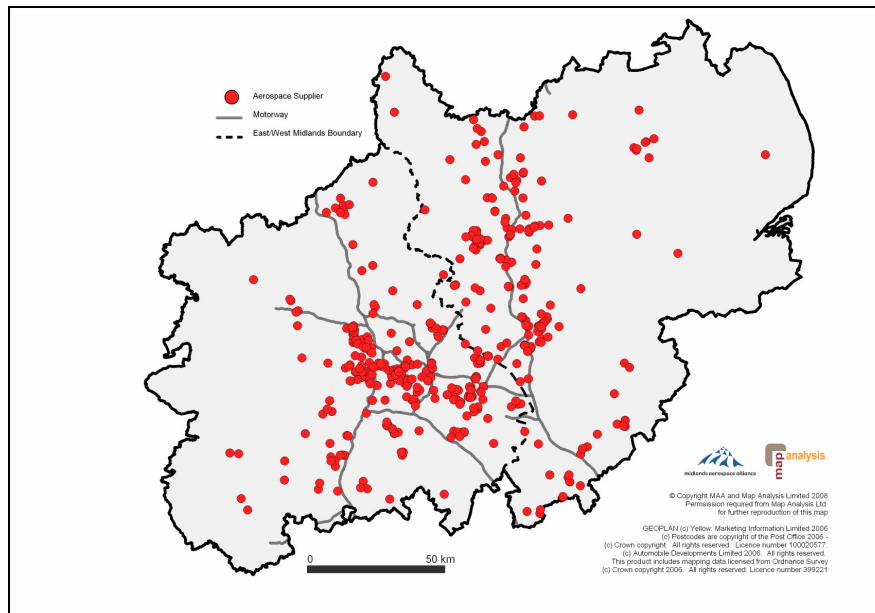 Aerospace Supplier
Motorway
East/West Midlands Boundary
midlands aerospace alliance
map analysis
© Copyright MAA and Map Analysis Limited 2008
Permsission required from Map Analysis Ltd
for further reproduction of this map
GEOPLAN (c) Yellow: Marketing Information Limited 2006
(c) Postcodes are copyright of the Post Office 2006 -
(c) Crown copyright. All rights reserved. Licence number 100020577.
(c) Automobile Developments Limited 2006. All rights reserved.
This product includes mapping data licensed from Ordnance Survey
(c) Crown copyright 2006. All rights reserved. Licence number 399221
0 50 km